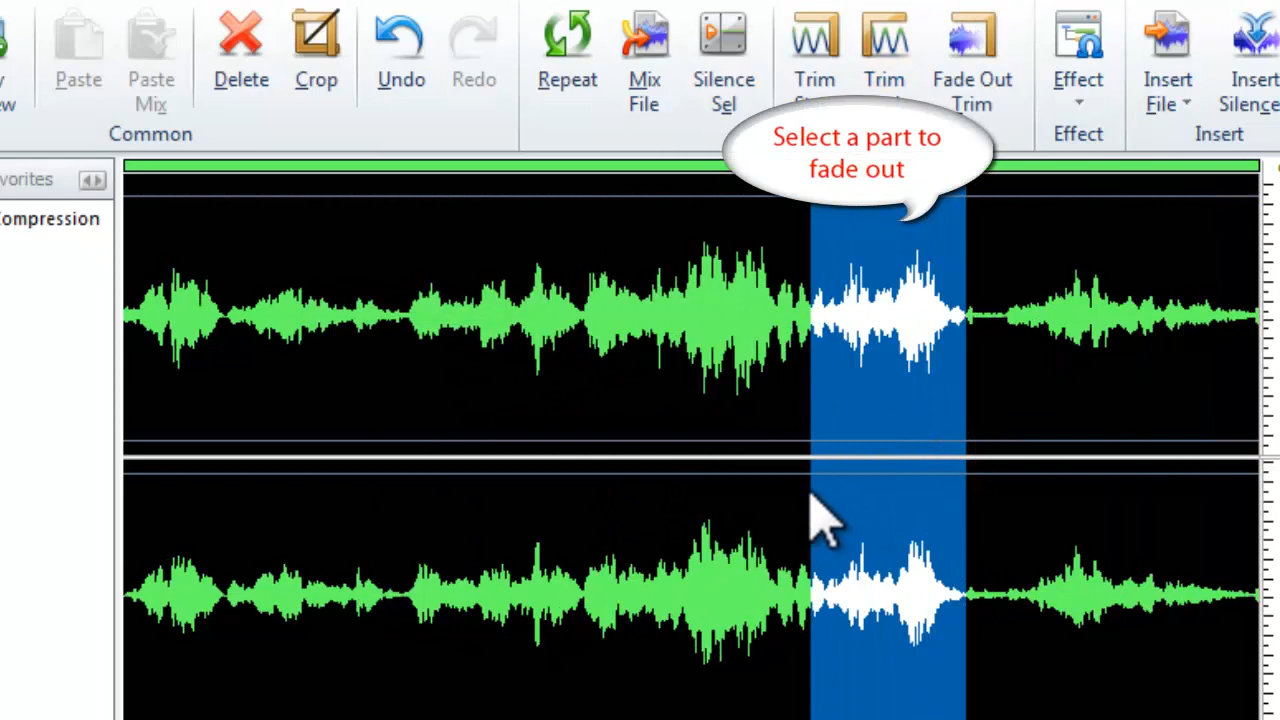 Paste
Paste
Mix
Delete
Crop
Undo
Redo
Repeat
Mix
File
Silence
Sel
Trim
Trim
Fade Out
Trim
Effect
Insert
File
Insert
Silence
Common
Effect
Insert
Select a part to
fade out
vorites
Compression